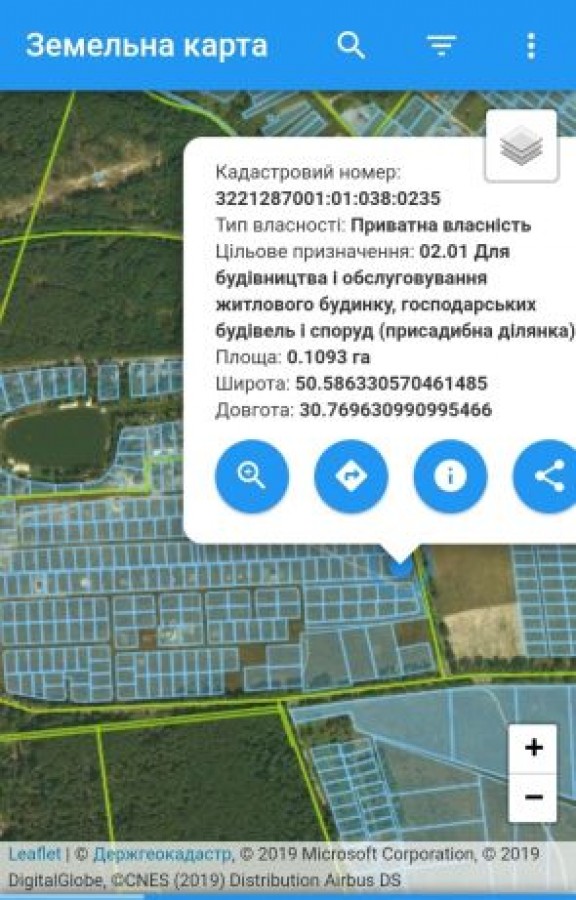 Земельна карта
Кадастровий номер:
3221287001:01:038:0235
Тип власності: Приватна власність
Цільове призначення: 02.01 Для
будівництва і обслуговування
житлового будинку, господарських
будівель і споруд (присадибна ділянка)
Площа: 0.1093 га
Широта: 50.586330570461485
Довгота: 30.769630990995466
+
−
Leaflet | © Держгеокадастр, © 2019 Microsoft Corporation, © 2019
DigitalGlobe, ©CNES (2019) Distribution Airbus DS